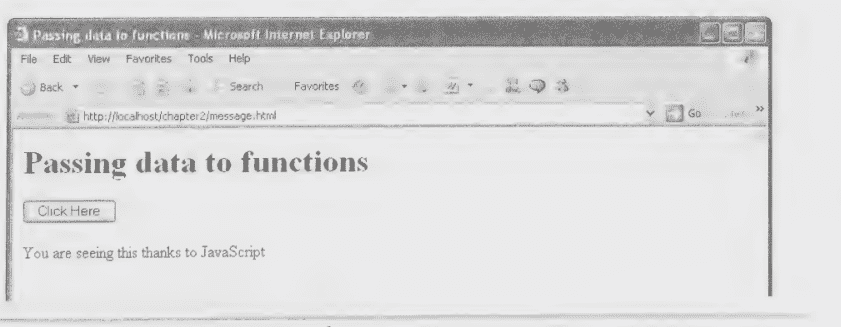 Passing data to functions - Microsoft Internet Explorer
File Edit View Favorites Tools Help
Back Search Favorites
http://localhost/chapter2/message.html Go
Passing data to functions
Click Here
You are seeing this thanks to JavaScript